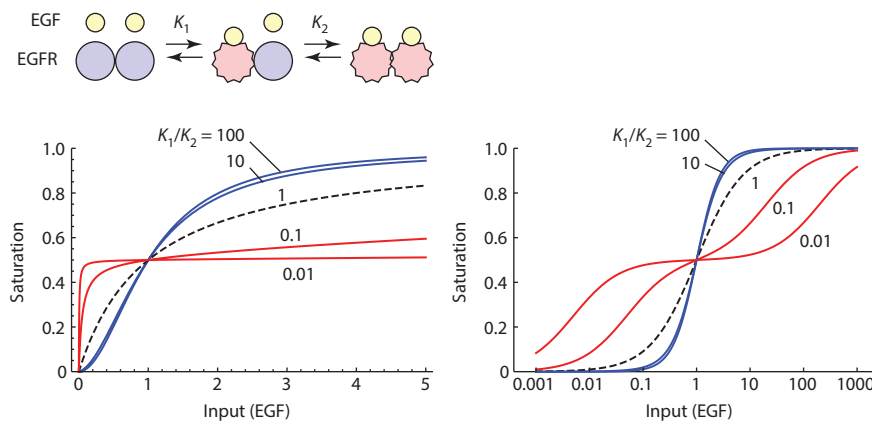 EGF
EGFR
K1
K2
K1/K2 = 100
10
1
0.1
0.01
Saturation
1.0
0.8
0.6
0.4
0.2
0
0 1 2 3 4 5
Input (EGF)
K1/K2 = 100
10
1
0.1
0.01
Saturation
1.0
0.8
0.6
0.4
0.2
0
0.001 0.01 0.1 1 10 100 1000
Input (EGF)